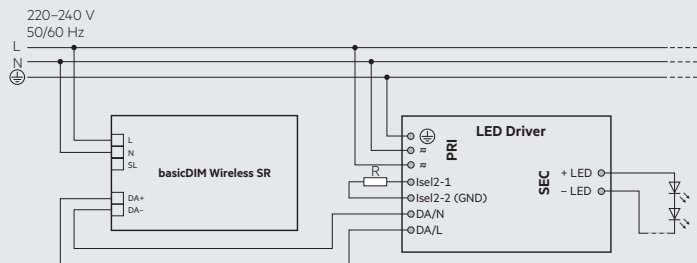 220–240 V
50/60 Hz
L
N
L
N
SL
DA+
DA–
basicDIM Wireless SR
LED Driver
PRI
≈
≈
R
Isel2-1
Isel2-2 (GND)
DA/N
DA/L
SEC
+ LED
– LED